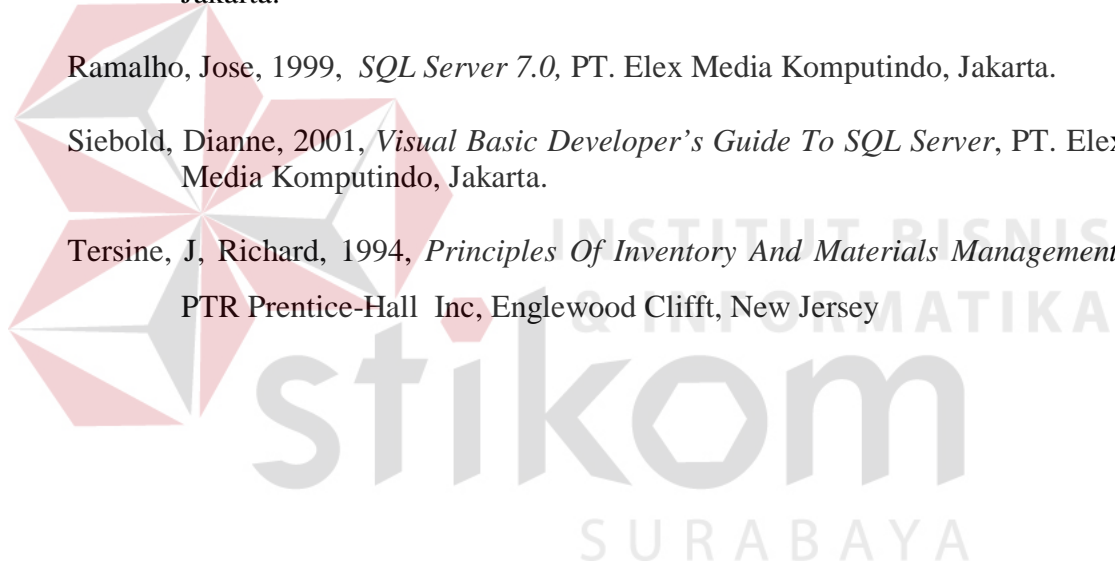 Jakarta.
Ramalho, Jose, 1999, SQL Server 7.0, PT. Elex Media Komputindo, Jakarta.
Siebold, Dianne, 2001, Visual Basic Developer's Guide To SQL Server, PT. Elex
Media Komputindo, Jakarta.
Tersine, J, Richard, 1994, Principles Of Inventory And Materials Management
PTR Prentice-Hall Inc, Englewood Clifft, New Jersey
INSTITUT BISNIS
& INFORMATIKA
stikom
SURABAYA